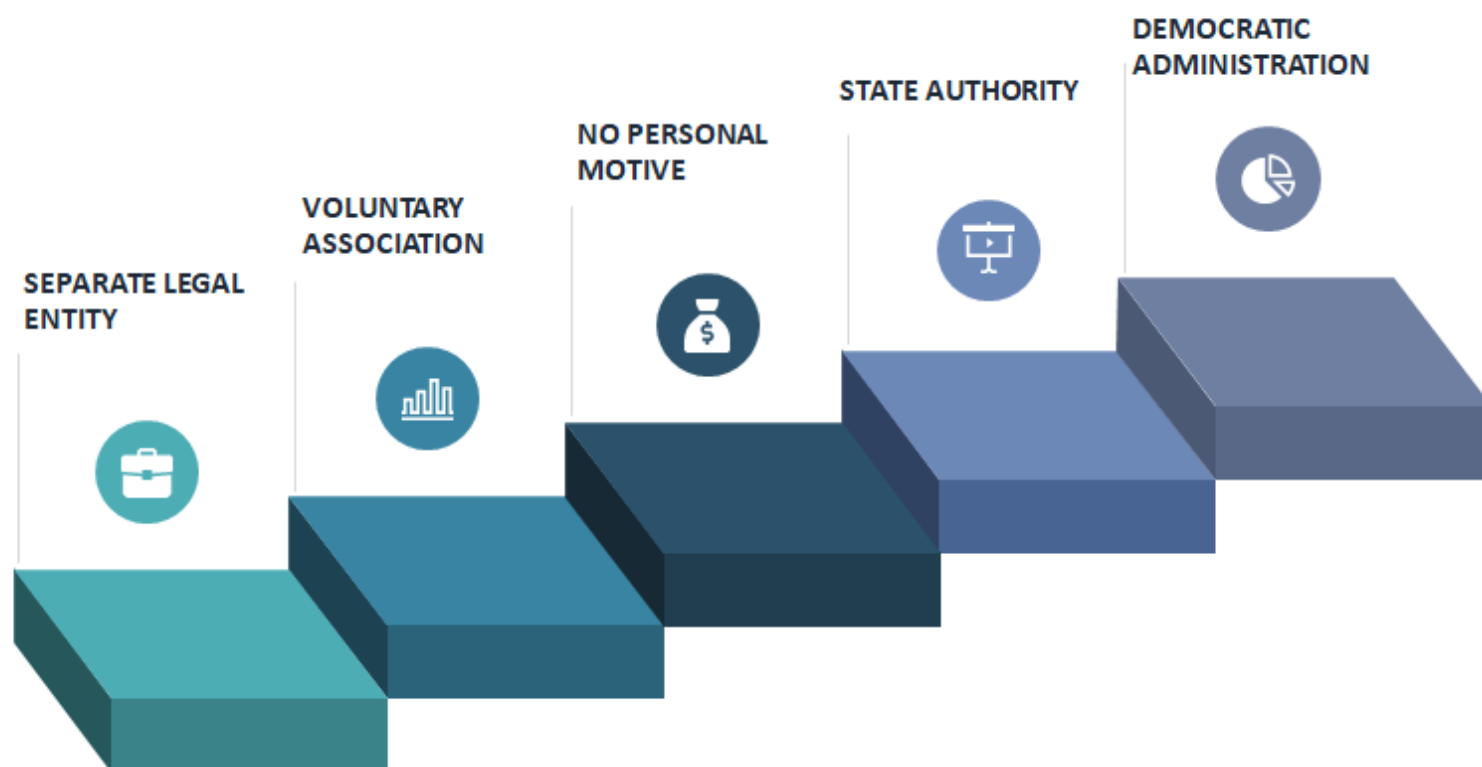 SEPARATE LEGAL
ENTITY
VOLUNTARY
ASSOCIATION
NO PERSONAL
MOTIVE
$
STATE AUTHORITY
DEMOCRATIC
ADMINISTRATION